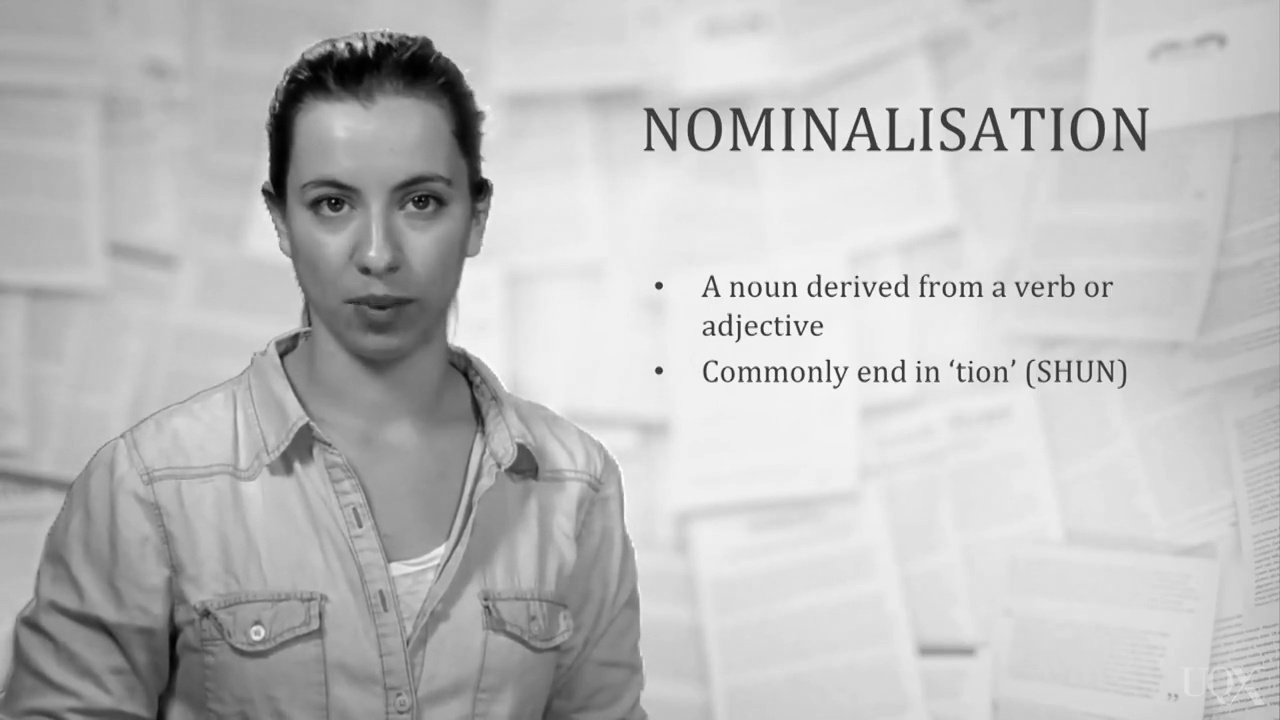 NOMINALISATION
• A noun derived from a verb or
adjective
• Commonly end in ‘tion’ (SHUN)
UQx